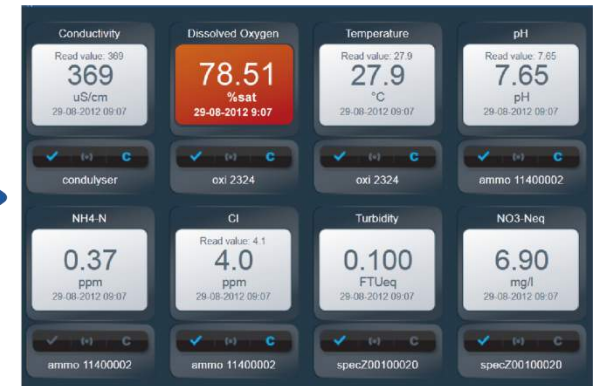 Conductivity Dissolved Oxygen Temperature pH
Read value: 369 Read value: 27.9 Read value: 7.65
369 78.51 27.9 7.65
uS/cm %sat °C pH
29-08-2012 09:07 29-08-2012 9:07 29-08-2012 09:07 29-08-2012 09:07
C C C C
condulyser oxi 2324 oxi 2324 ammo 11400002
NH4-N Cl Turbidity NO3-Neq
Read value: 4.1
0.37 4.0 0.100 6.90
ppm ppm FTUeq mg/l
29-08-2012 09:07 29-08-2012 09:07 29-08-2012 09:07 29-08-2012 09:07
C C C C
ammo 11400002 ammo 11400002 specZ00100020 specZ00100020